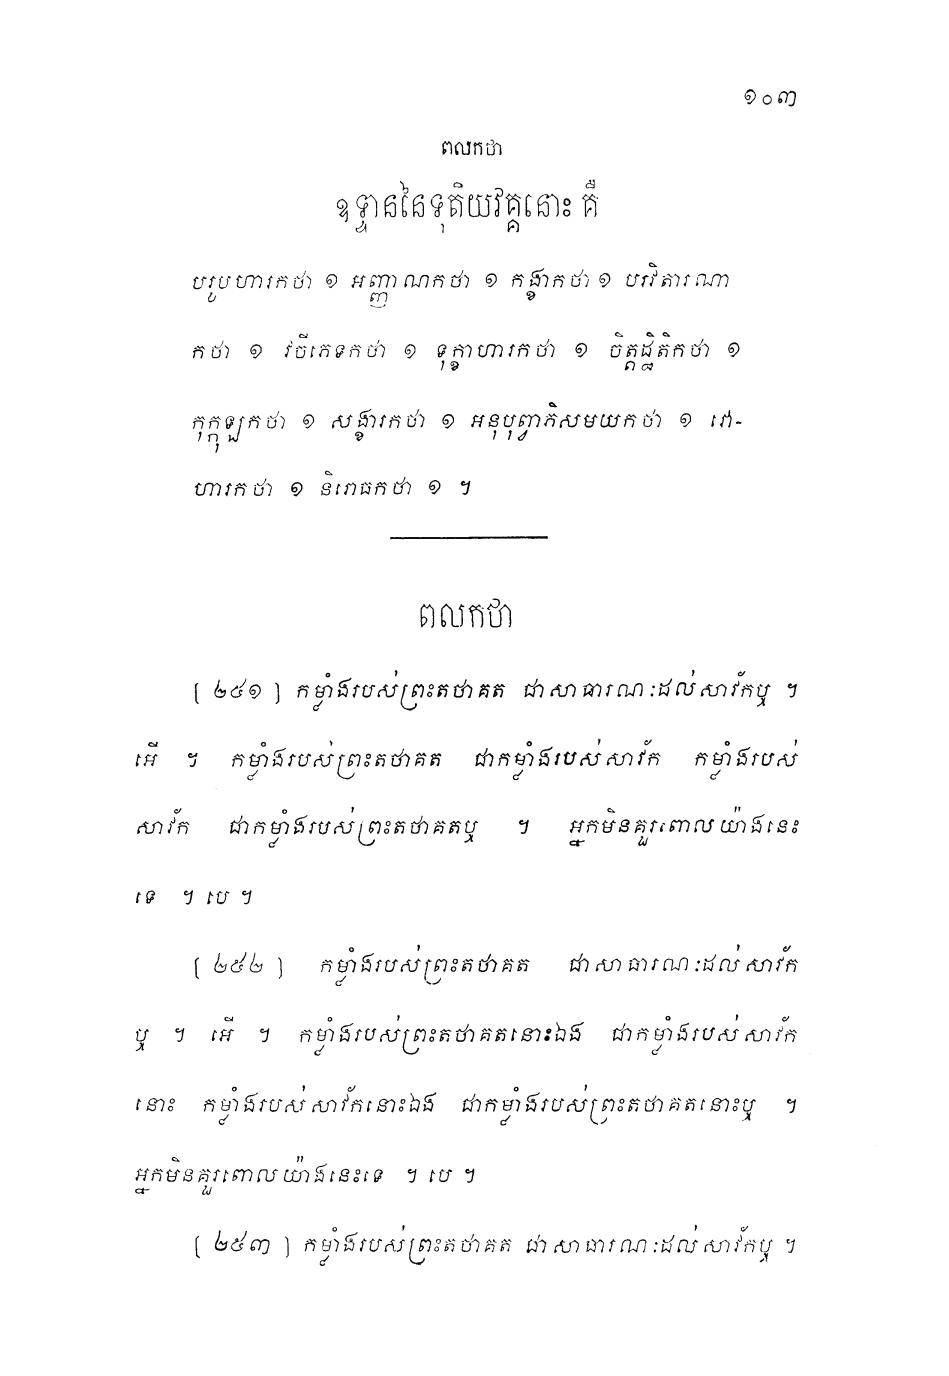 ១០៣
ពលកថា
ឧទ្ទាននៃទុតិយវគ្គនោះ គឺ
បរូបហារកថា ១ អញ្ញាណកថា ១ កង្ខាកថា ១ បរវិតារណា
កថា ១ វចីភេទកថា ១ ទុក្ខាហារកថា ១ ចិត្តដ្ឋិតិកថា ១
កុក្កុឡកថា ១ សង្ខារកថា ១ អនុបុព្វាភិសមយកថា ១ វោ-
ហារកថា ១ និរោធកថា ១ ។
ពលកថា
[ ២៥១ ] កម្លាំងរបស់ព្រះតថាគត ជាសាធារណៈដល់សាវ័កឬ ។
អើ ។ កម្លាំងរបស់ព្រះតថាគត ជាកម្លាំងរបស់សាវ័ក កម្លាំងរបស់
សាវ័ក ជាកម្លាំងរបស់ព្រះតថាគតឬ ។ អ្នកមិនគួរពោលយ៉ាងនេះ
ទេ ។ បេ ។
[ ២៥២ ] កម្លាំងរបស់ព្រះតថាគត ជាសាធារណៈដល់សាវ័ក
ឬ ។ អើ ។ កម្លាំងរបស់ព្រះតថាគតនោះឯង ជាកម្លាំងរបស់សាវ័ក
នោះ កម្លាំងរបស់សាវ័កនោះឯង ជាកម្លាំងរបស់ព្រះតថាគតនោះឬ ។
អ្នកមិនគួរពោលយ៉ាងនេះទេ ។ បេ ។
[ ២៥៣ ] កម្លាំងរបស់ព្រះតថាគត ជាសាធារណៈដល់សាវ័កឬ ។